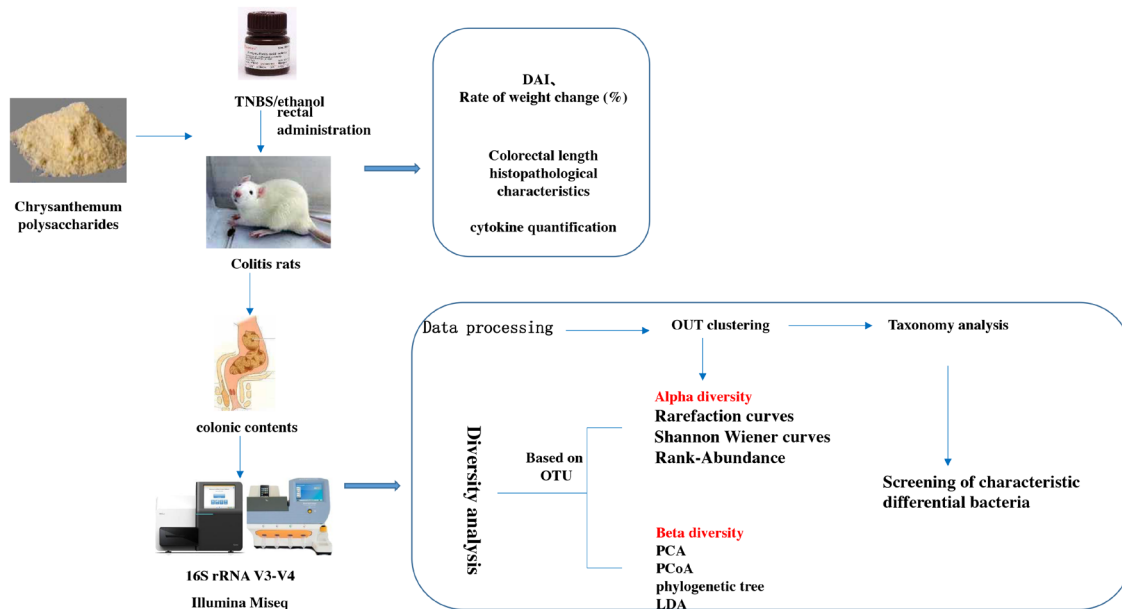 TNBS/ethanol
rectal
administration
Chrysanthemum
polysaccharides
Colitis rats
DAI、
Rate of weight change (%)
Colorectal length
histopathological
characteristics
cytokine quantification
colonic contents
16S rRNA V3-V4
Illumina Miseq
Data processing
OUT clustering
Taxonomy analysis
Diversity analysis
Based on
OTU
Alpha diversity
Rarefaction curves
Shannon Wiener curves
Rank-Abundance
Beta diversity
PCA
PCoA
phylogenetic tree
LDA
Screening of characteristic
differential bacteria